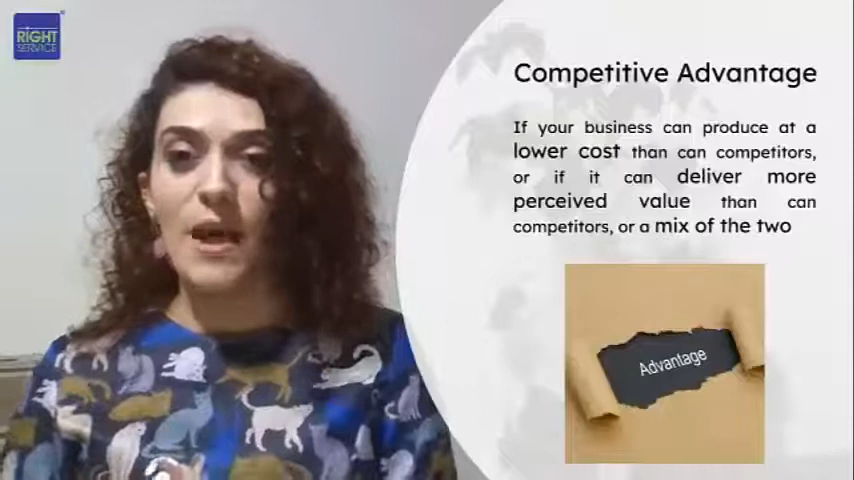 RIGHT
SERVICE
Competitive Advantage
If your business can produce at a
lower cost than can competitors,
or if it can deliver more
perceived value than can
competitors, or a mix of the two
Advantage